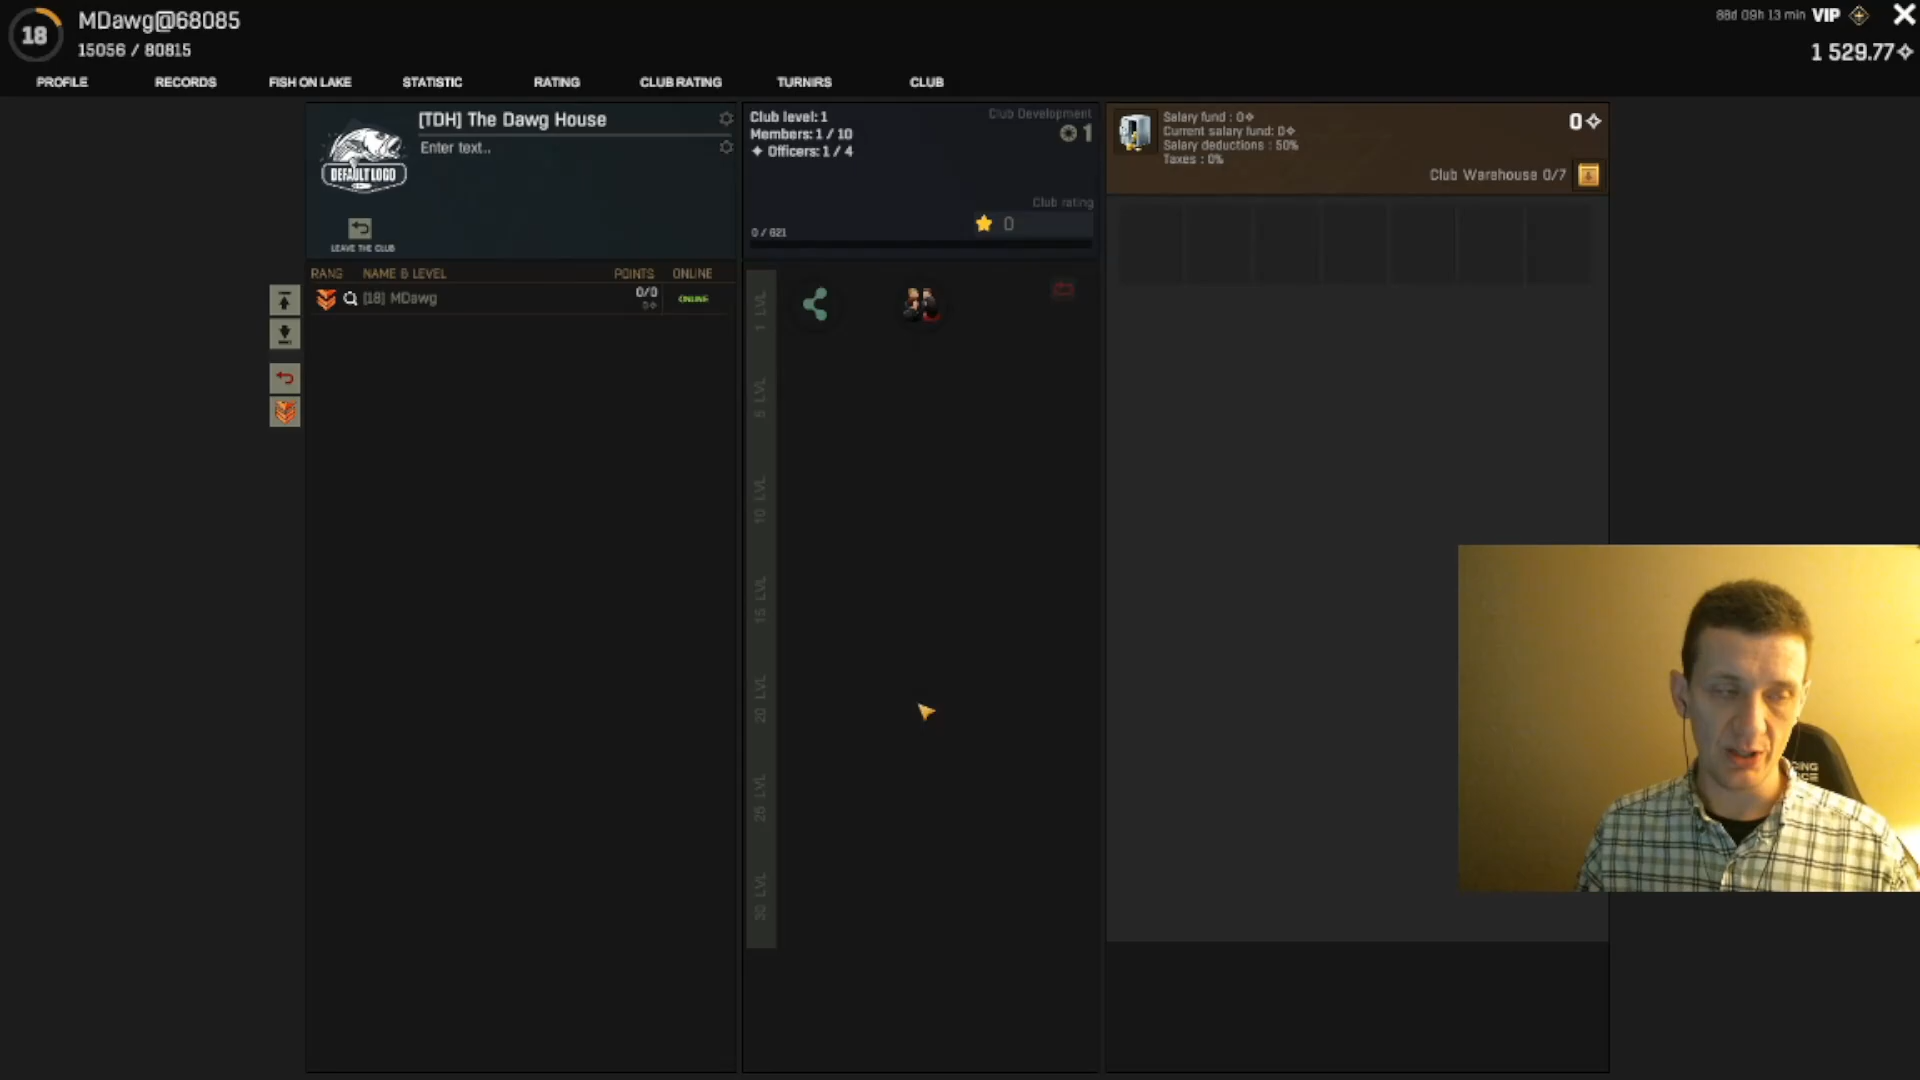 18
MDawg@68085
15056 / 80815
88d 09h 13 min VIP
1 529.77
PROFILE RECORDS FISH ON LAKE STATISTIC RATING CLUB RATING TURNIRS CLUB
[TDH] The Dawg House
Enter text..
DEFAULT LOGO
LEAVE THE CLUB
RANG NAME & LEVEL POINTS ONLINE
[18] MDawg 0/0 ONLINE
0
Club level: 1
Members: 1 / 10
Officers: 1 / 4
Club Development
1
Club rating
0
0 / 621
1 LVL
5 LVL
10 LVL
15 LVL
20 LVL
25 LVL
30 LVL
Salary fund : 0
Current salary fund: 0
Salary deductions : 50%
Taxes : 0%
0
Club Warehouse 0/7